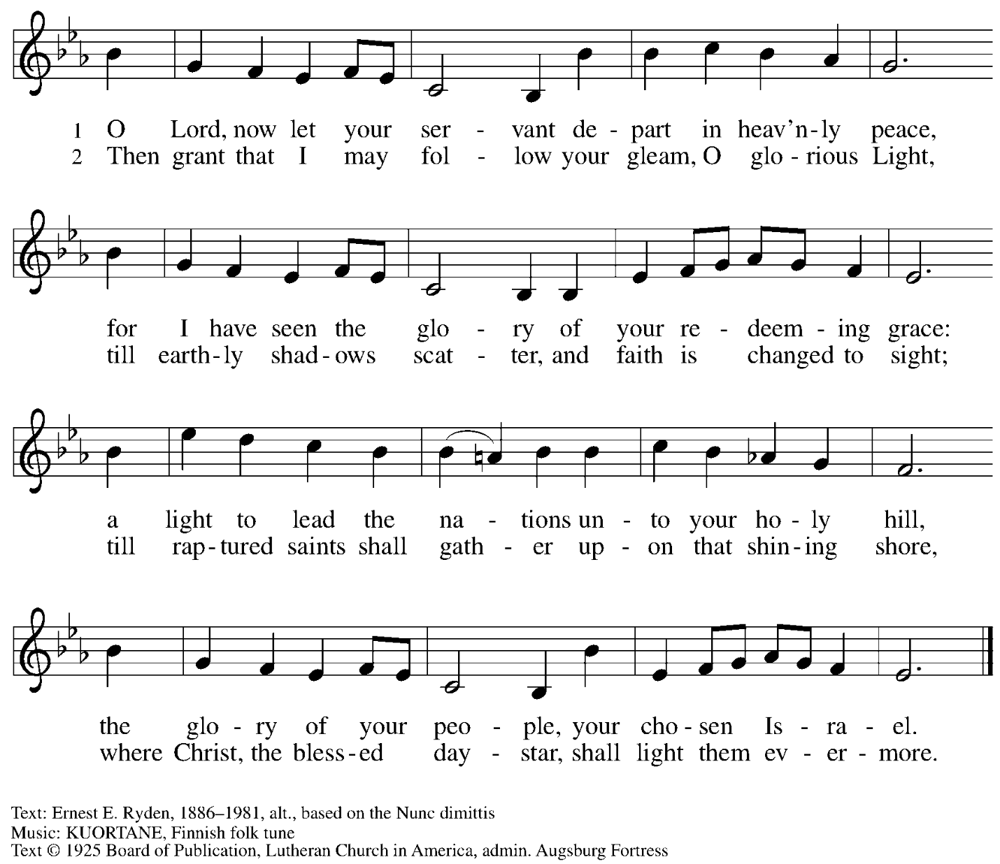 1 O Lord, now let your ser - vant de - part in heav'n - ly peace,
2 Then grant that I may fol - low your gleam, O glo - rious Light,
for I have seen the glo - ry of your re - deem - ing grace:
till earth - ly shad - ows scat - ter, and faith is changed to sight;
a light to lead the na - tions un - to your ho - ly hill,
till rap - tured saints shall gath - er up - on that shin - ing shore,
the glo - ry of your peo - ple, your cho - sen Is - ra - el.
where Christ, the bless - ed day - star, shall light them ev - er - more.
Text: Ernest E. Ryden, 1886–1981, alt., based on the Nunc dimittis
Music: KUORTANE, Finnish folk tune
Text © 1925 Board of Publication, Lutheran Church in America, admin. Augsburg Fortress